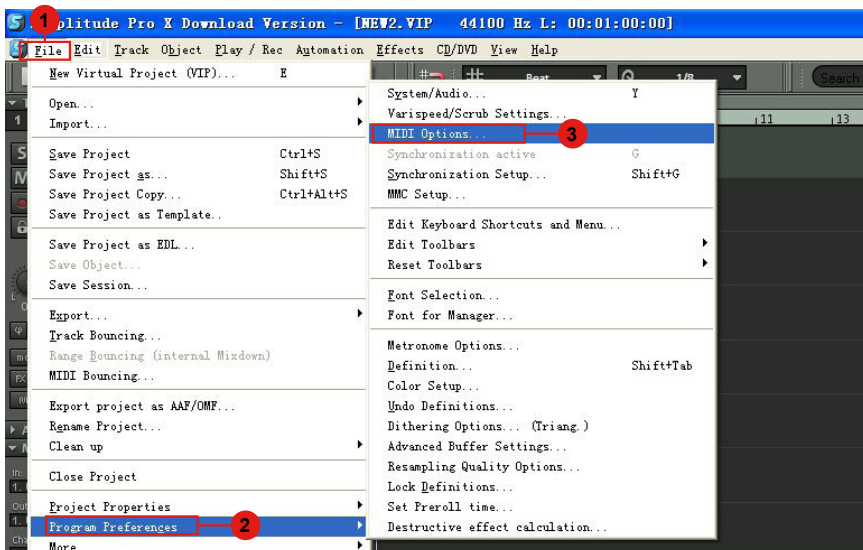 1
plitude Pro X Download Version - [NEW2.VIP 44100 Hz L: 00:01:00:00]
File Edit Track Object Play / Rec Automation Effects CD/DVD View Help
New Virtual Project (VIP)... E
Open...
Import...
Save Project Ctrl+S
Save Project as... Shift+S
Save Project Copy... Ctrl+Alt+S
Save Project as Template..
Save Project as EDL...
Save Object...
Save Session...
Export...
Track Bouncing...
Range Bouncing (internal Mixdown)
MIDI Bouncing...
Export project as AAF/OMF...
Rename Project...
Clean up
Close Project
Project Properties
Program Preferences 2
More
Beat 1/8 Search
System/Audio... Y
Varispeed/Scrub Settings...
MIDI Options... 3
Synchronization active G
Synchronization Setup... Shift+G
MMC Setup...
Edit Keyboard Shortcuts and Menu...
Edit Toolbars
Reset Toolbars
Font Selection...
Font for Manager...
Metronome Options...
Definition... Shift+Tab
Color Setup...
Undo Definitions...
Dithering Options... (Triang.)
Advanced Buffer Settings...
Resampling Quality Options...
Lock Definitions...
Set Preroll time...
Destructive effect calculation...
11 13
1
S
M